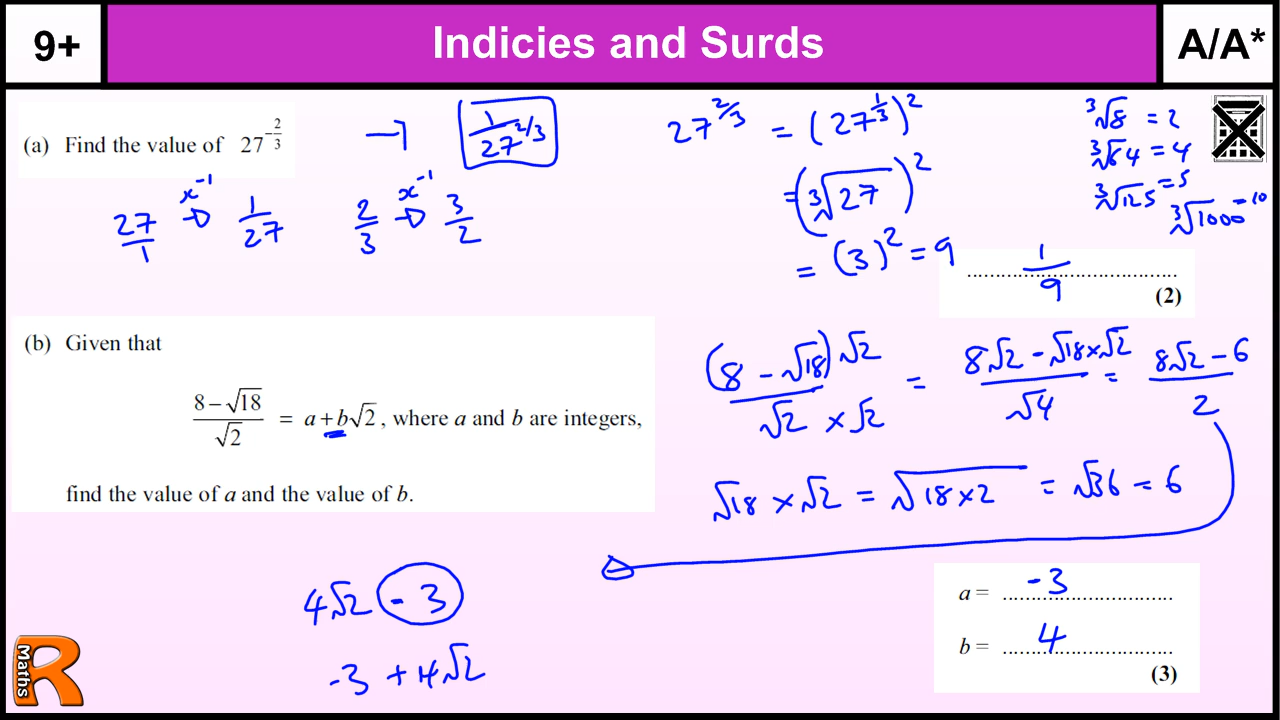 9+
Indicies and Surds
A/A*
(a) Find the value of 27^(-2/3)
→ 1/27^(2/3)
27/1 →(x⁻¹) 1/27
2/3 →(x⁻¹) 3/2
27^(2/3) = (27^(1/3))²
= (∛27)²
= (3)² = 9
∛8 = 2
∛64 = 4
∛125 = 5
∛1000 = 10
1/9
(2)
(b) Given that
(8 – √18)/√2 = a + b√2, where a and b are integers,
find the value of a and the value of b.
(8 – √18)√2 / √2 × √2 = (8√2 – √18×√2)/√4 = (8√2 – 6)/2
√18 × √2 = √18×2 = √36 = 6
4√2 - 3
-3 + 4√2
a = -3
b = 4
(3)
R
Maths